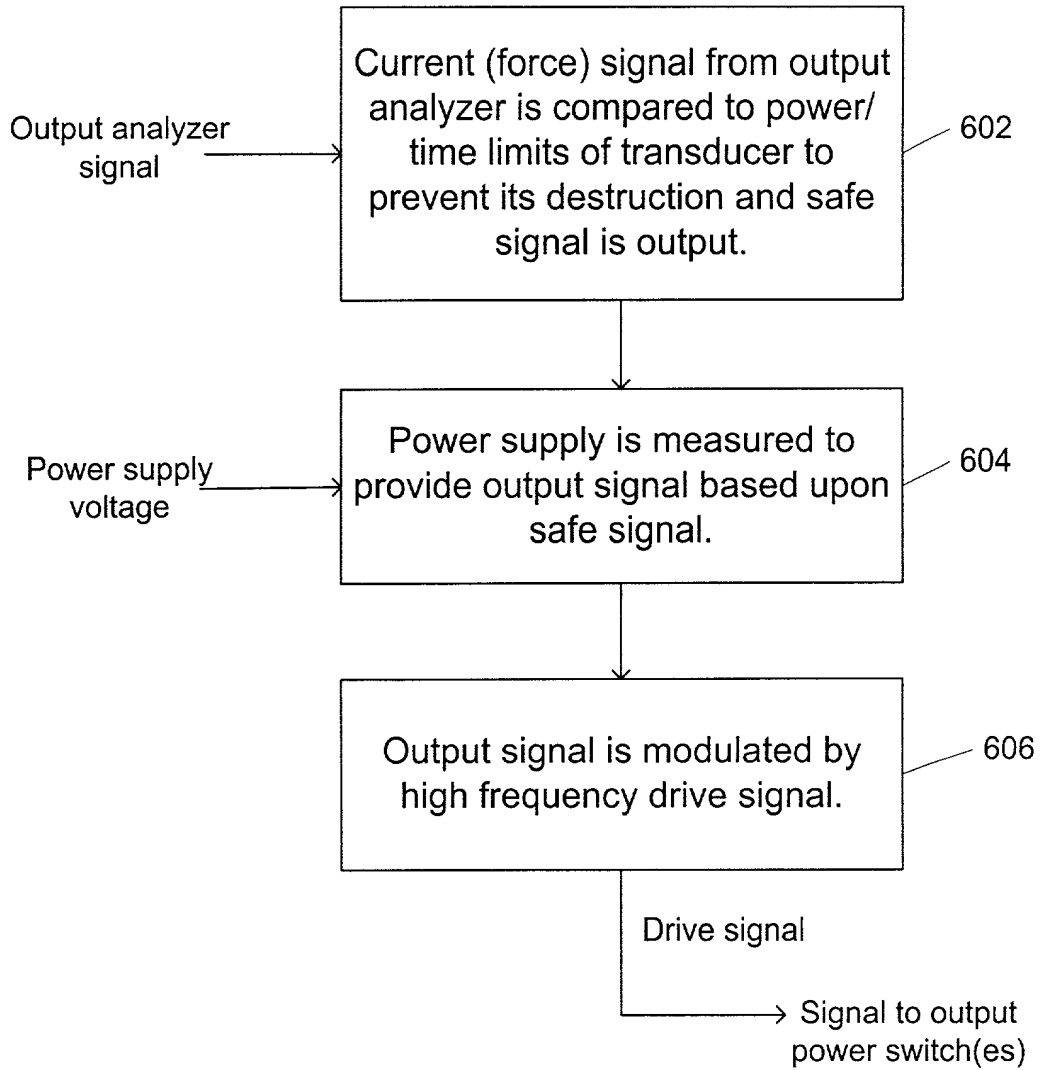 Current (force) signal from output
analyzer is compared to power/
time limits of transducer to
prevent its destruction and safe
signal is output.
602
Output analyzer
signal
Power supply is measured to
provide output signal based upon
safe signal.
604
Power supply
voltage
Output signal is modulated by
high frequency drive signal.
606
Drive signal
Signal to output
power switch(es)